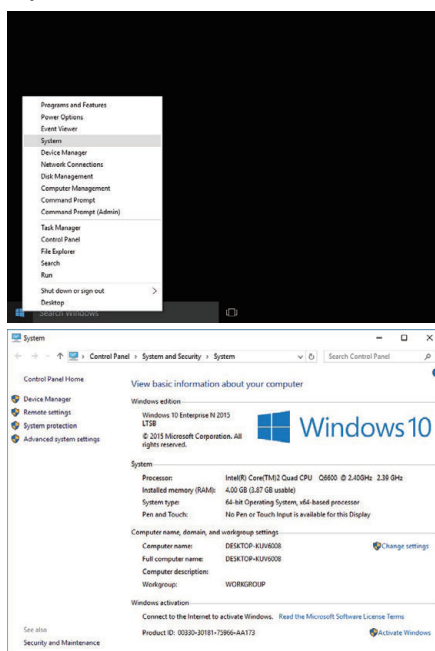 Programs and Features
Power Options
Event Viewer
System
Device Manager
Network Connections
Disk Management
Computer Management
Command Prompt
Command Prompt (Admin)
Task Manager
Control Panel
File Explorer
Search
Run
Shut down or sign out >
Desktop
Search Windows
System
Control Panel > System and Security > System
Search Control Panel
Control Panel Home
Device Manager
Remote settings
System protection
Advanced system settings
View basic information about your computer
Windows edition
Windows 10 Enterprise N 2015
LTSB
© 2015 Microsoft Corporation. All
rights reserved.
Windows 10
System
Processor: Intel(R) Core(TM)2 Quad CPU Q6600 @ 2.40GHz 2.39 GHz
Installed memory (RAM): 4.00 GB (3.87 GB usable)
System type: 64-bit Operating System, x64-based processor
Pen and Touch: No Pen or Touch Input is available for this Display
Computer name, domain, and workgroup settings
Computer name: DESKTOP-KUV6008 Change settings
Full computer name: DESKTOP-KUV6008
Computer description:
Workgroup: WORKGROUP
Windows activation
Connect to the Internet to activate Windows. Read the Microsoft Software License Terms
Product ID: 00330-30181-75966-AA173 Activate Windows
See also
Security and Maintenance